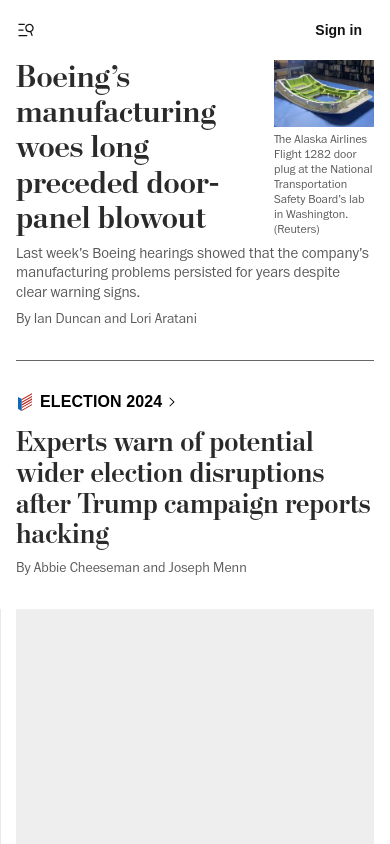 Sign in
Boeing’s
manufacturing
woes long
preceded door-
panel blowout
The Alaska Airlines
Flight 1282 door
plug at the National
Transportation
Safety Board's lab
in Washington.
(Reuters)
Last week's Boeing hearings showed that the company's
manufacturing problems persisted for years despite
clear warning signs.
By Ian Duncan and Lori Aratani
ELECTION 2024
Experts warn of potential
wider election disruptions
after Trump campaign reports
hacking
By Abbie Cheeseman and Joseph Menn